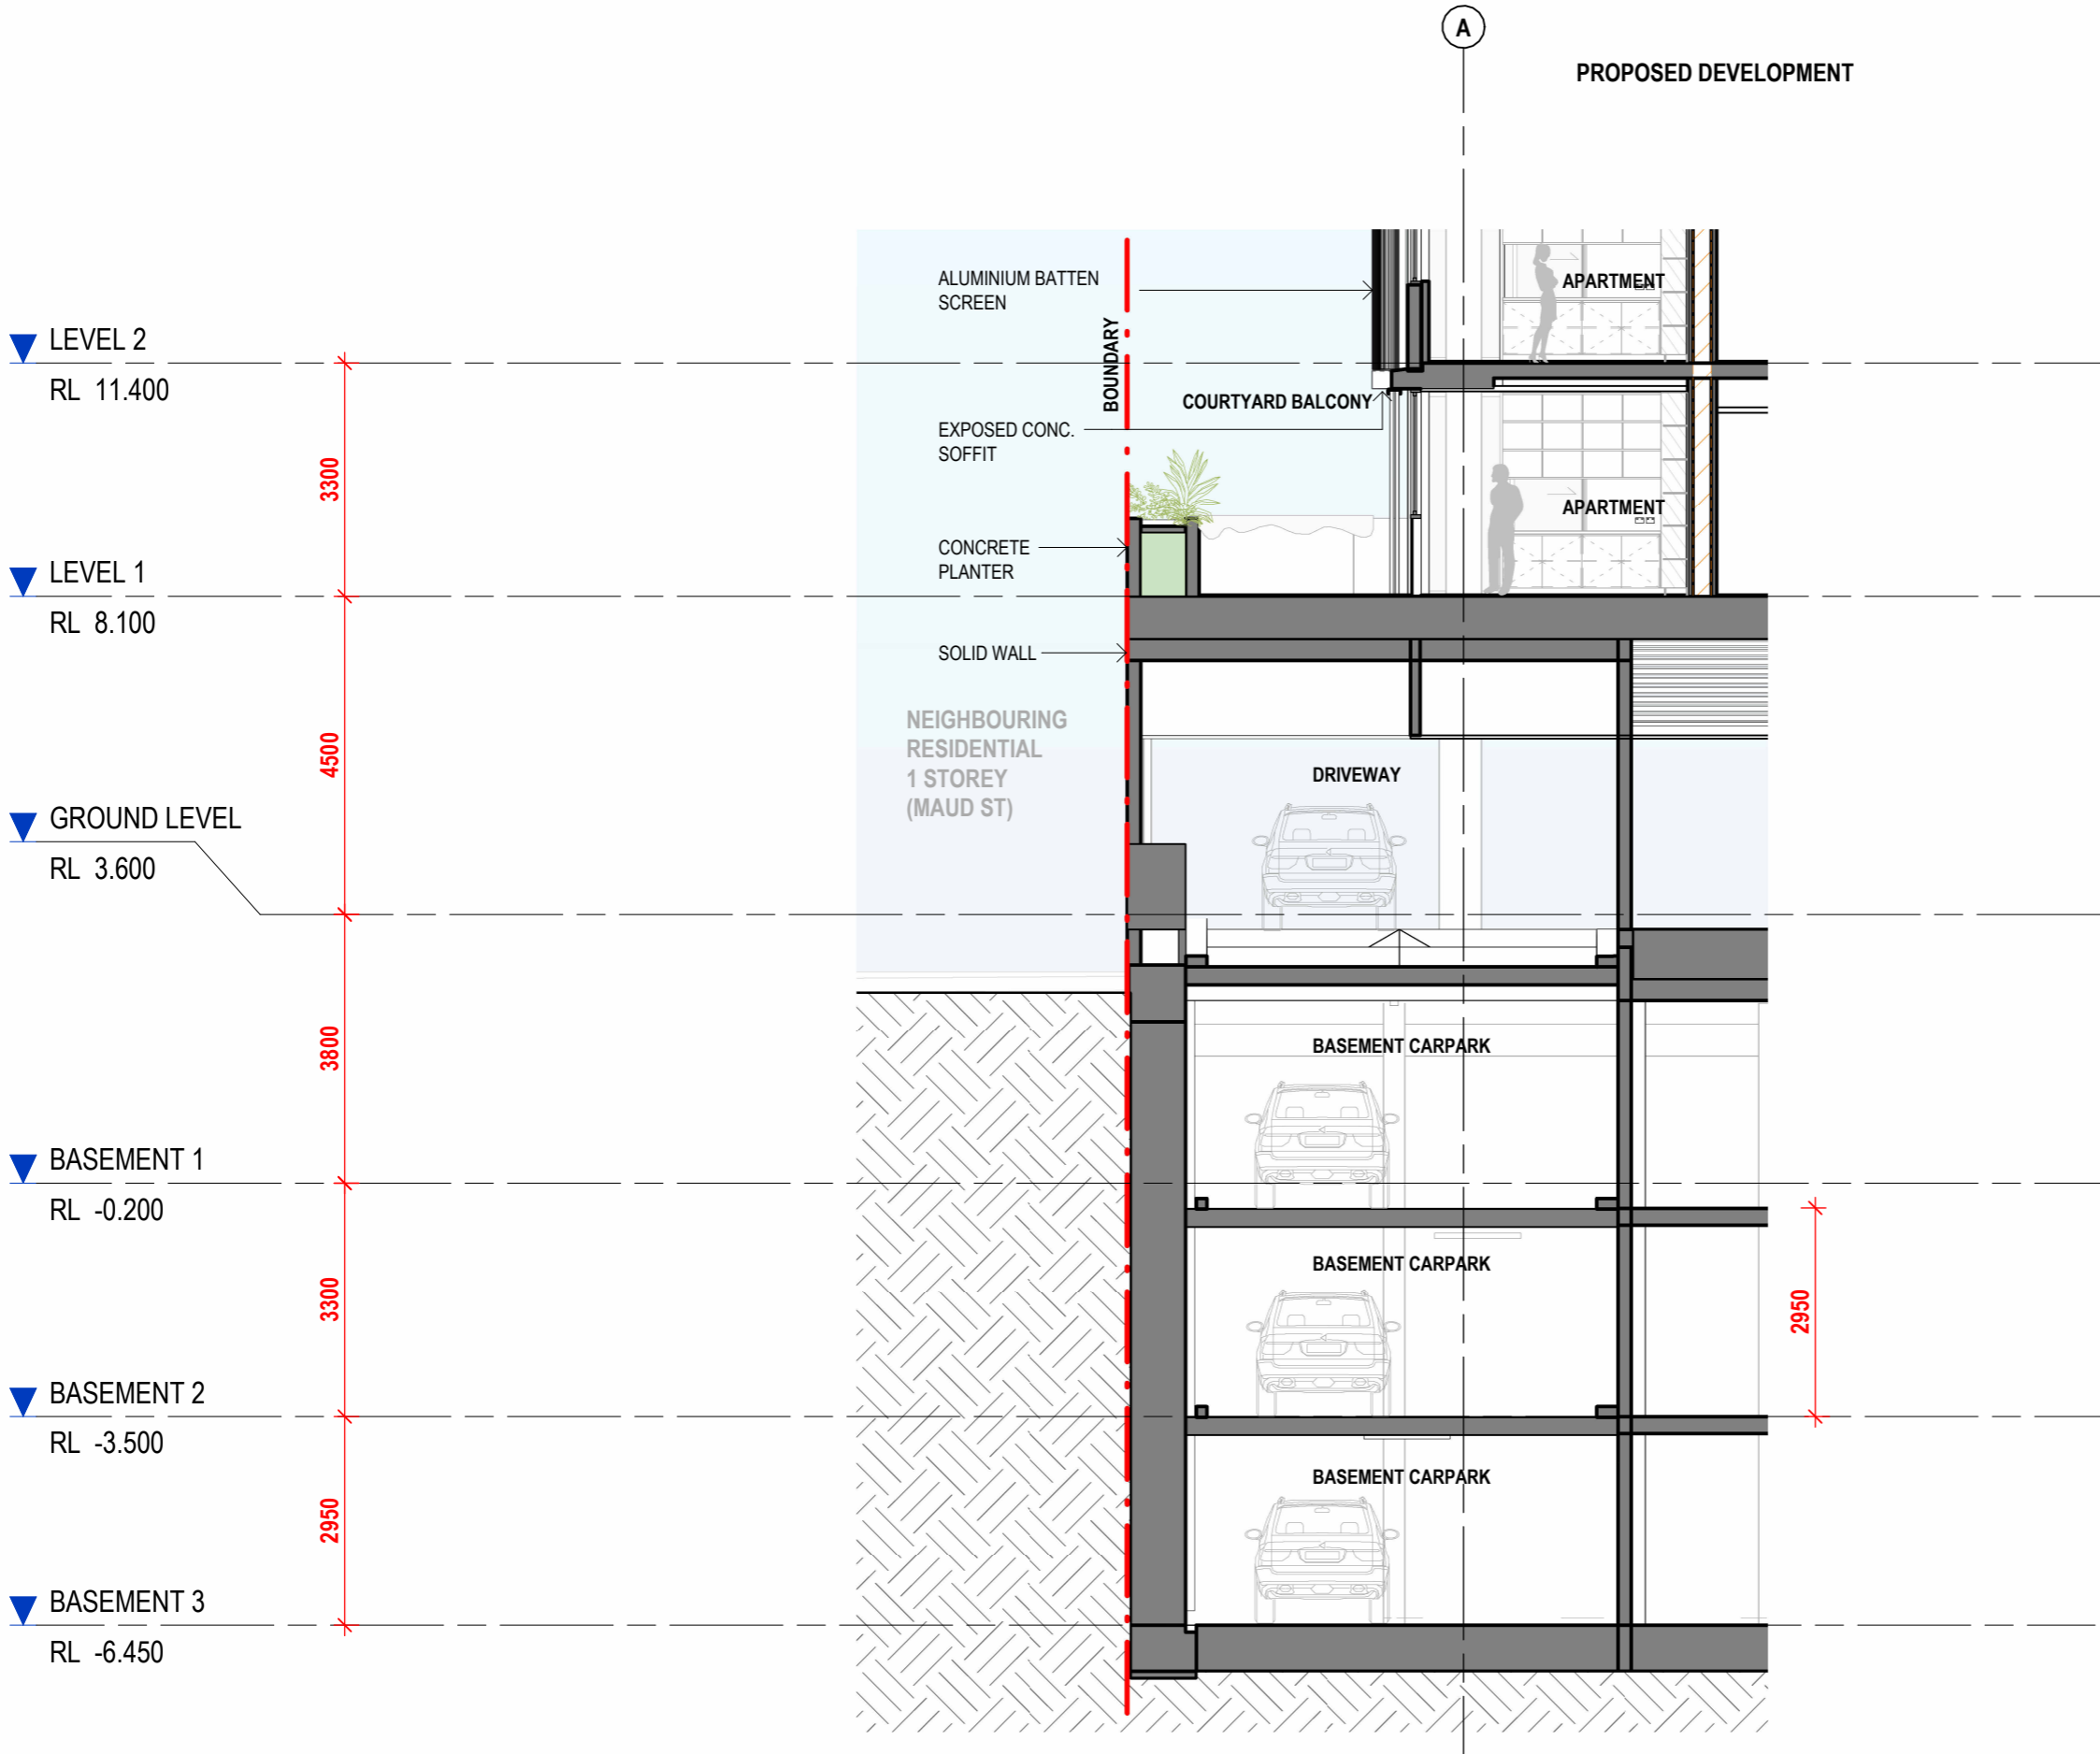 A
PROPOSED DEVELOPMENT
ALUMINIUM BATTEN
SCREEN
APARTMENT
LEVEL 2
RL 11.400
BOUNDARY
COURTYARD BALCONY
EXPOSED CONC.
SOFFIT
3300
APARTMENT
CONCRETE
PLANTER
LEVEL 1
RL 8.100
SOLID WALL
NEIGHBOURING
RESIDENTIAL
1 STOREY
(MAUD ST)
4500
DRIVEWAY
GROUND LEVEL
RL 3.600
3800
BASEMENT CARPARK
BASEMENT 1
RL -0.200
BASEMENT CARPARK
3300
2950
BASEMENT 2
RL -3.500
BASEMENT CARPARK
2950
BASEMENT 3
RL -6.450